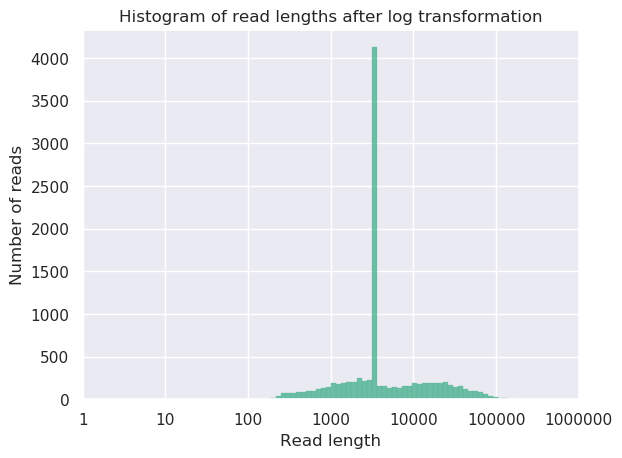 Histogram of read lengths after log transformation
Number of reads
4000
3500
3000
2500
2000
1500
1000
500
0
1 10 100 1000 10000 100000 1000000
Read length